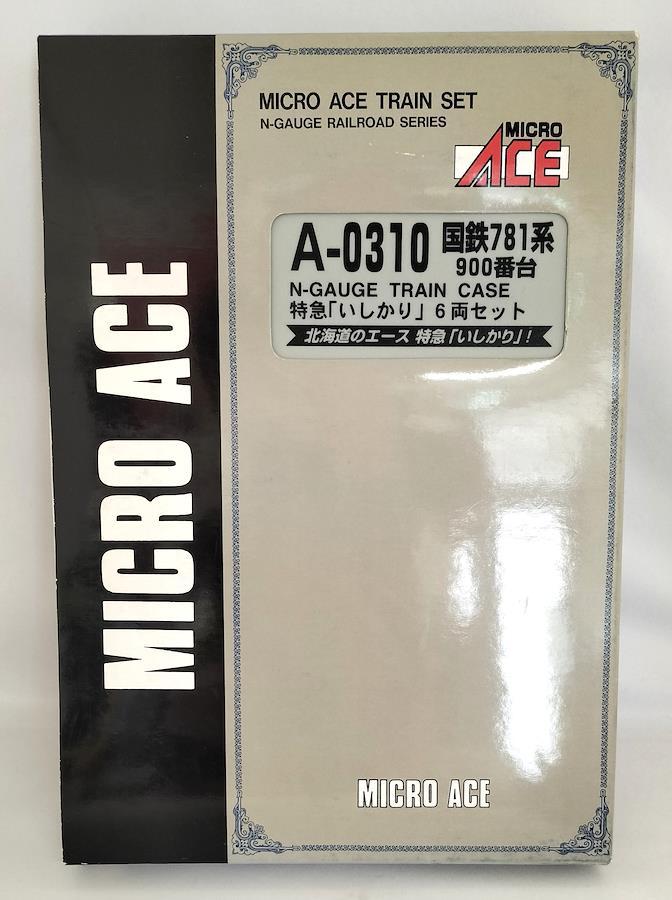 MICRO ACE
MICRO ACE TRAIN SET
N-GAUGE RAILROAD SERIES
MICRO
ACE
A-0310 国鉄781系
900番台
N-GAUGE TRAIN CASE
特急「いしかり」6両セット
北海道のエース 特急「いしかり」!
MICRO ACE